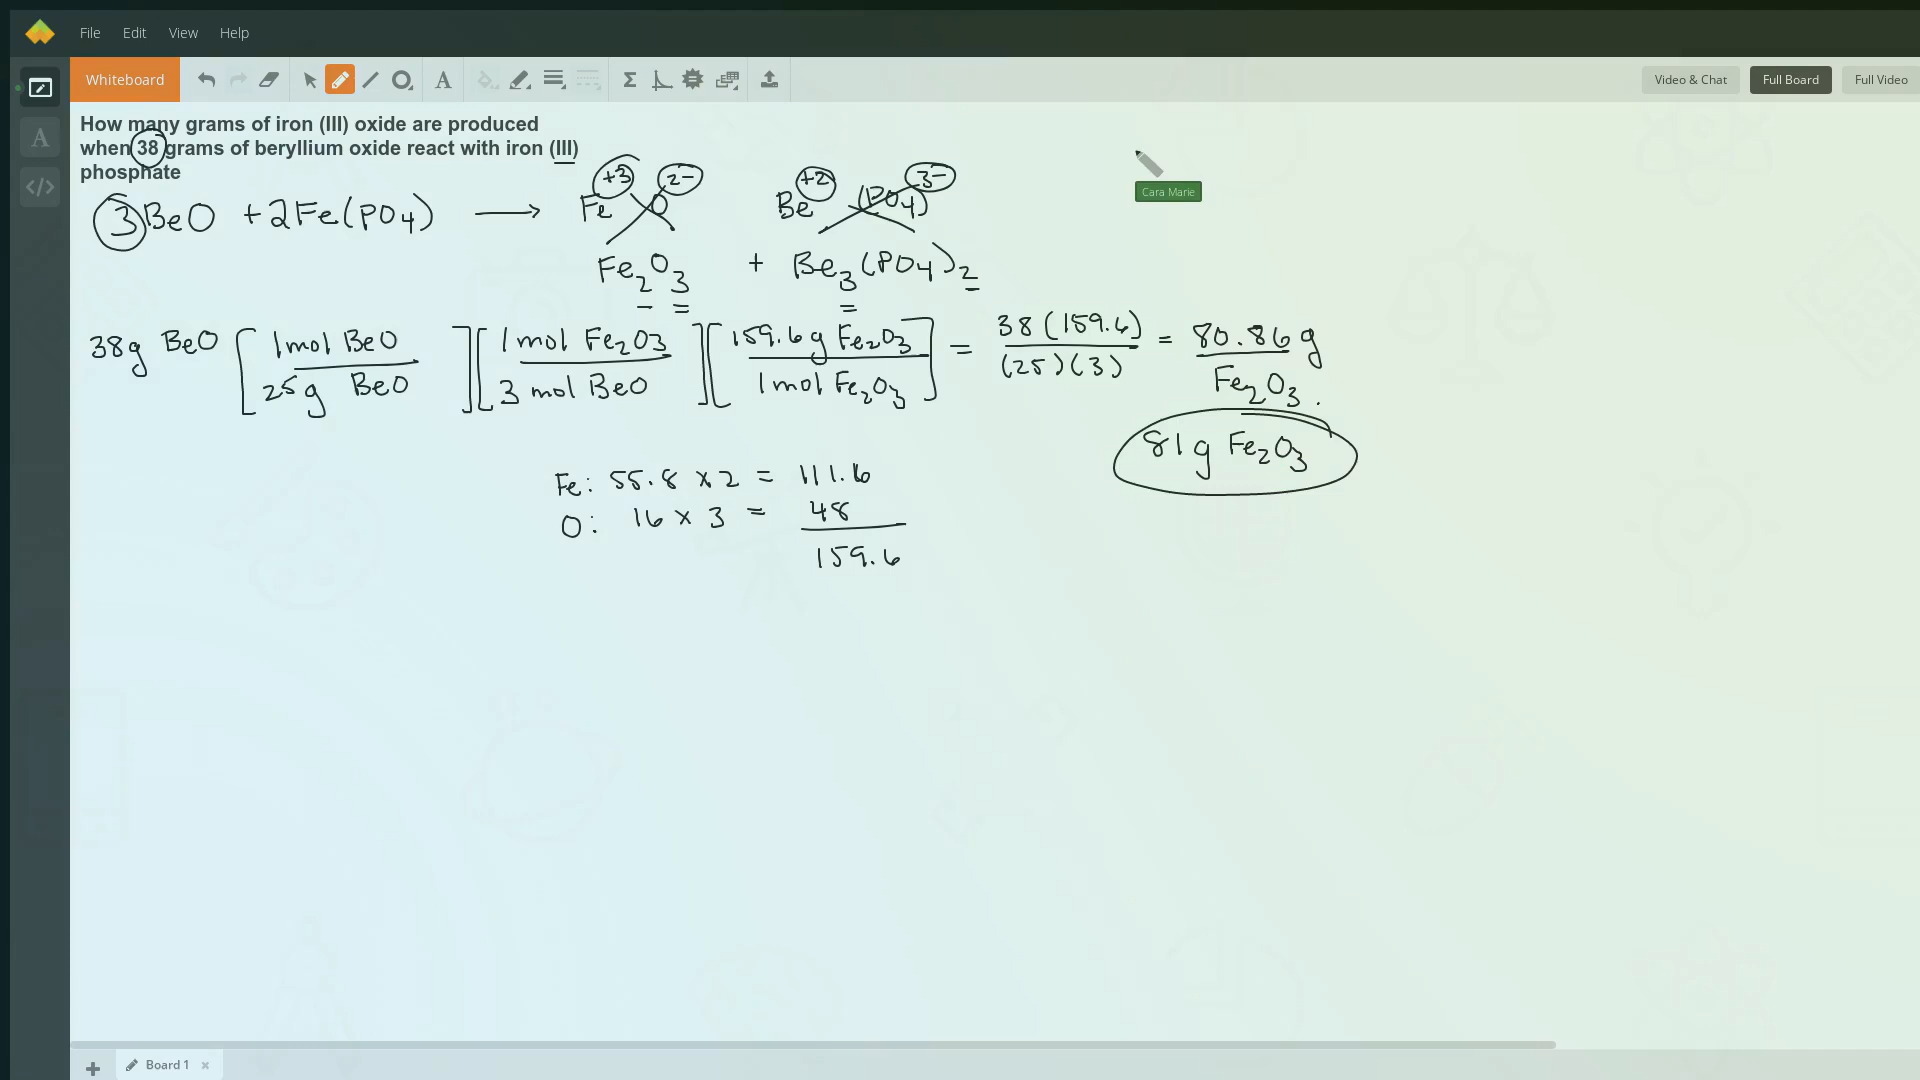 File Edit View Help
Whiteboard
Video & Chat Full Board Full Video
How many grams of iron (III) oxide are produced
when 38 grams of beryllium oxide react with iron (III)
phosphate
Cara Marie
+3 2- +2 3-
3BeO + 2Fe(PO4) → Fe O Be (PO4)
Fe2O3 + Be3(PO4)2
38g BeO [1 mol BeO / 25g BeO] [1 mol Fe2O3 / 3 mol BeO] [159.6g Fe2O3 / 1 mol Fe2O3] = 38(159.6) / (25)(3) = 80.86g Fe2O3.
81g Fe2O3
Fe: 55.8 x 2 = 111.6
O: 16 x 3 = 48
159.6
Board 1